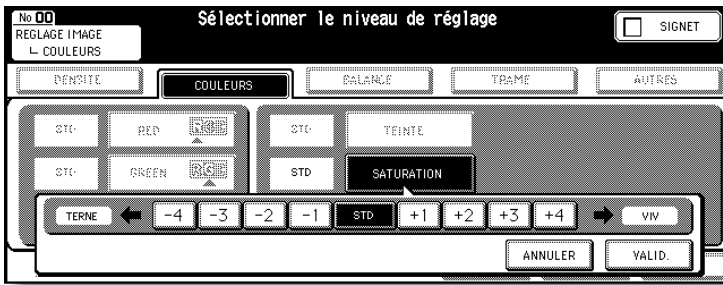 No 00
REGLAGE IMAGE
COULEURS
Sélectionner le niveau de réglage
SIGNET
DENSITE COULEURS BALANCE TRAME AUTRES
STD RED RGB STD TEINTE
STD GREEN RGB STD SATURATION
TERNE -4 -3 -2 -1 STD +1 +2 +3 +4 VIV
ANNULER VALID.